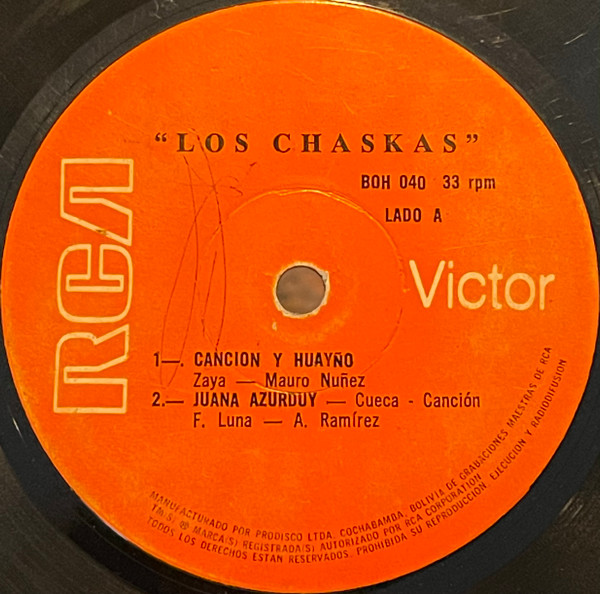 "LOS CHASKAS"
BOH 040 33 rpm
LADO A
RCA
Victor
1—. CANCION Y HUAYÑO
Zaya — Mauro Nuñez
2.— JUANA AZURDUY — Cueca - Canción
F. Luna — A. Ramírez
MANUFACTURADO POR PRODISCO LTDA. COCHABAMBA, BOLIVIA DE GRABACIONES MAESTRAS DE RCA
TM(S) ® MARCA(S) REGISTRADA(S) AUTORIZADO POR RCA CORPORATION
TODOS LOS DERECHOS ESTAN RESERVADOS. PROHIBIDA SU REPRODUCCION, EJECUCION Y RADIODIFUSION